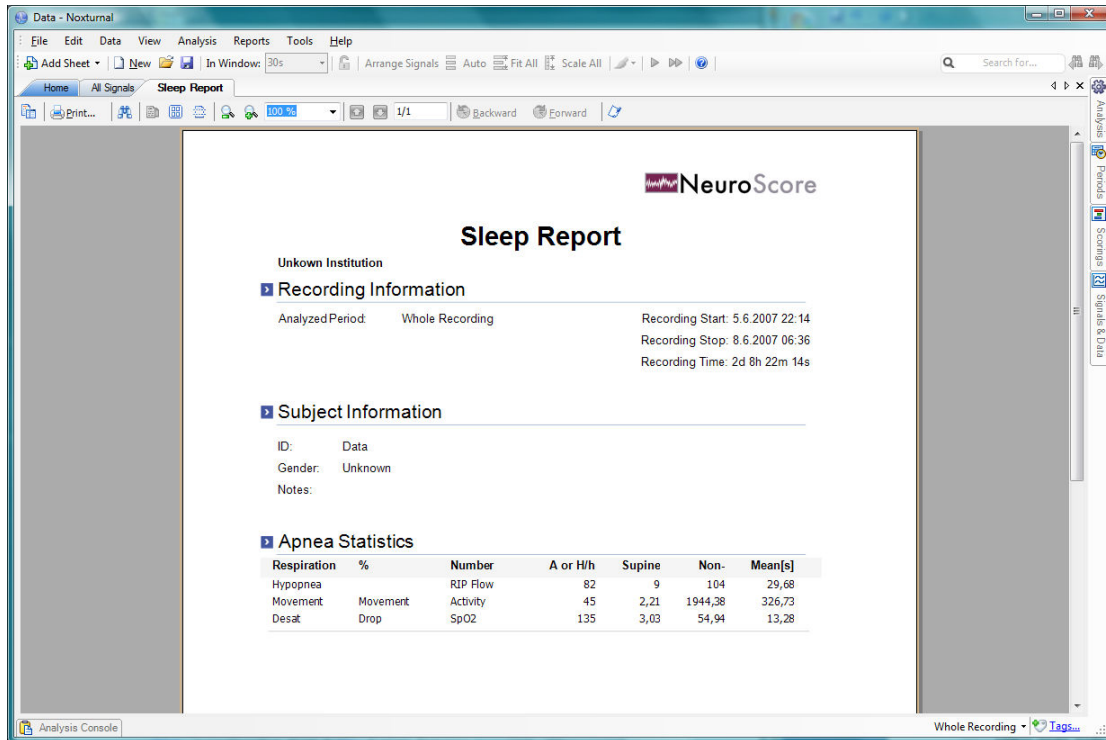 Data - Noxturnal
File Edit Data View Analysis Reports Tools Help
Add Sheet New In Window: 30s Arrange Signals Auto Fit All Scale All Search for...
Home All Signals Sleep Report
Print... 100 % 1/1 Backward Forward
Analysis
Periods
Scorings
Signals & Data
NeuroScore
Sleep Report
Unkown Institution
Recording Information
Analyzed Period: Whole Recording Recording Start: 5.6.2007 22:14
Recording Stop: 8.6.2007 06:36
Recording Time: 2d 8h 22m 14s
Subject Information
ID: Data
Gender: Unknown
Notes:
Apnea Statistics
Respiration % Number A or H/h Supine Non- Mean[s]
Hypopnea RIP Flow 82 9 104 29,68
Movement Movement Activity 45 2,21 1944,38 326,73
Desat Drop SpO2 135 3,03 54,94 13,28
Analysis Console Whole Recording Tags...